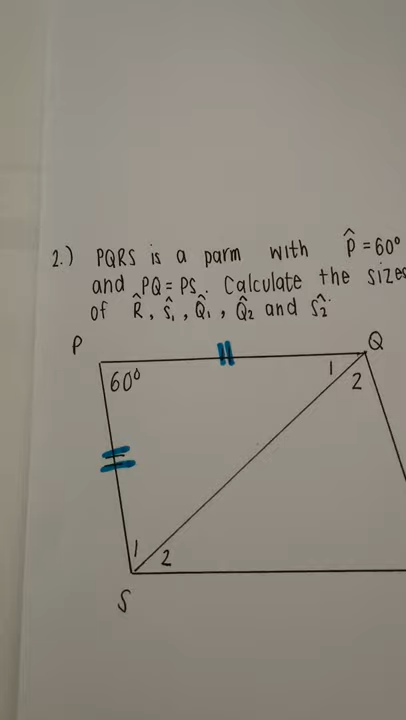 2.) PQRS is a parm with P̂ = 60°
and PQ = PS. Calculate the sizes
of R̂, Ŝ₁, Q̂₁, Q̂₂ and Ŝ₂.
P
Q
60°
1
2
1
2
S